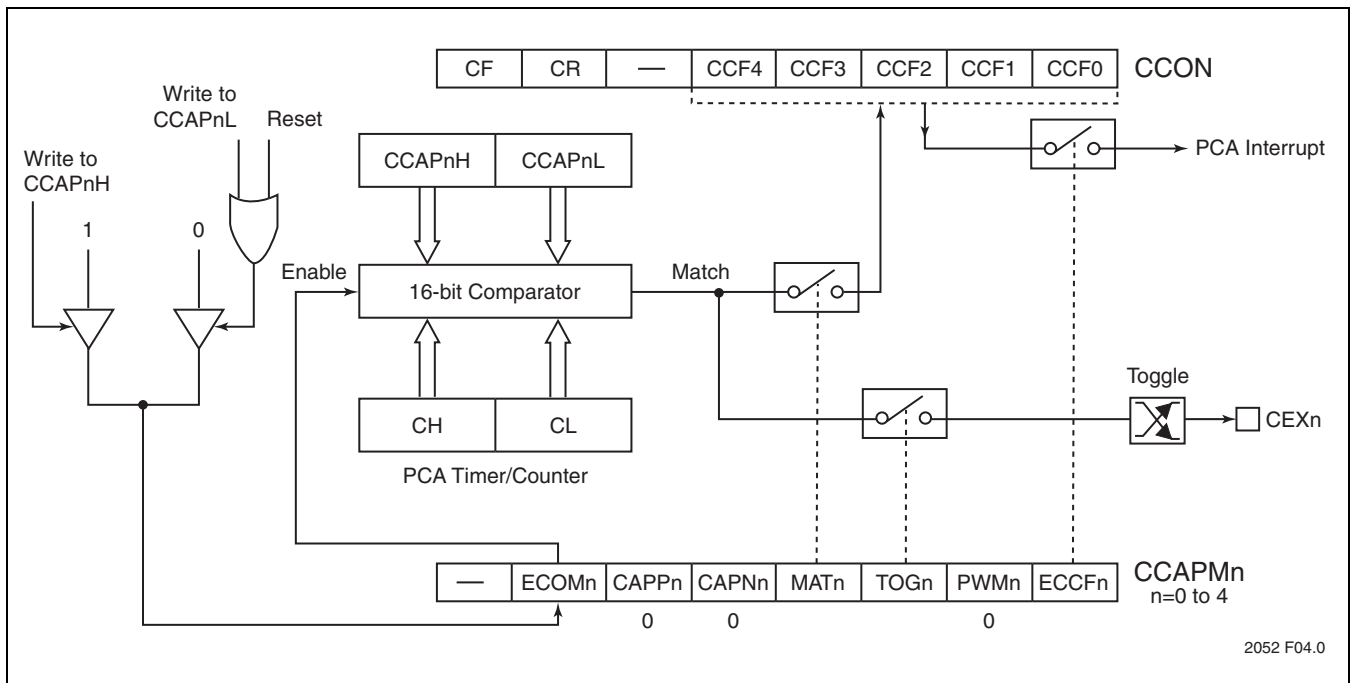 CF CR — CCF4 CCF3 CCF2 CCF1 CCF0 CCON
Write to
CCAPnL
Reset
Write to
CCAPnH
CCAPnH CCAPnL
PCA Interrupt
1
0
Enable
16-bit Comparator
Match
Toggle
CH CL
CEXn
PCA Timer/Counter
— ECOMn CAPPn CAPNn MATn TOGn PWMn ECCFn CCAPMn
n=0 to 4
0 0 0
2052 F04.0